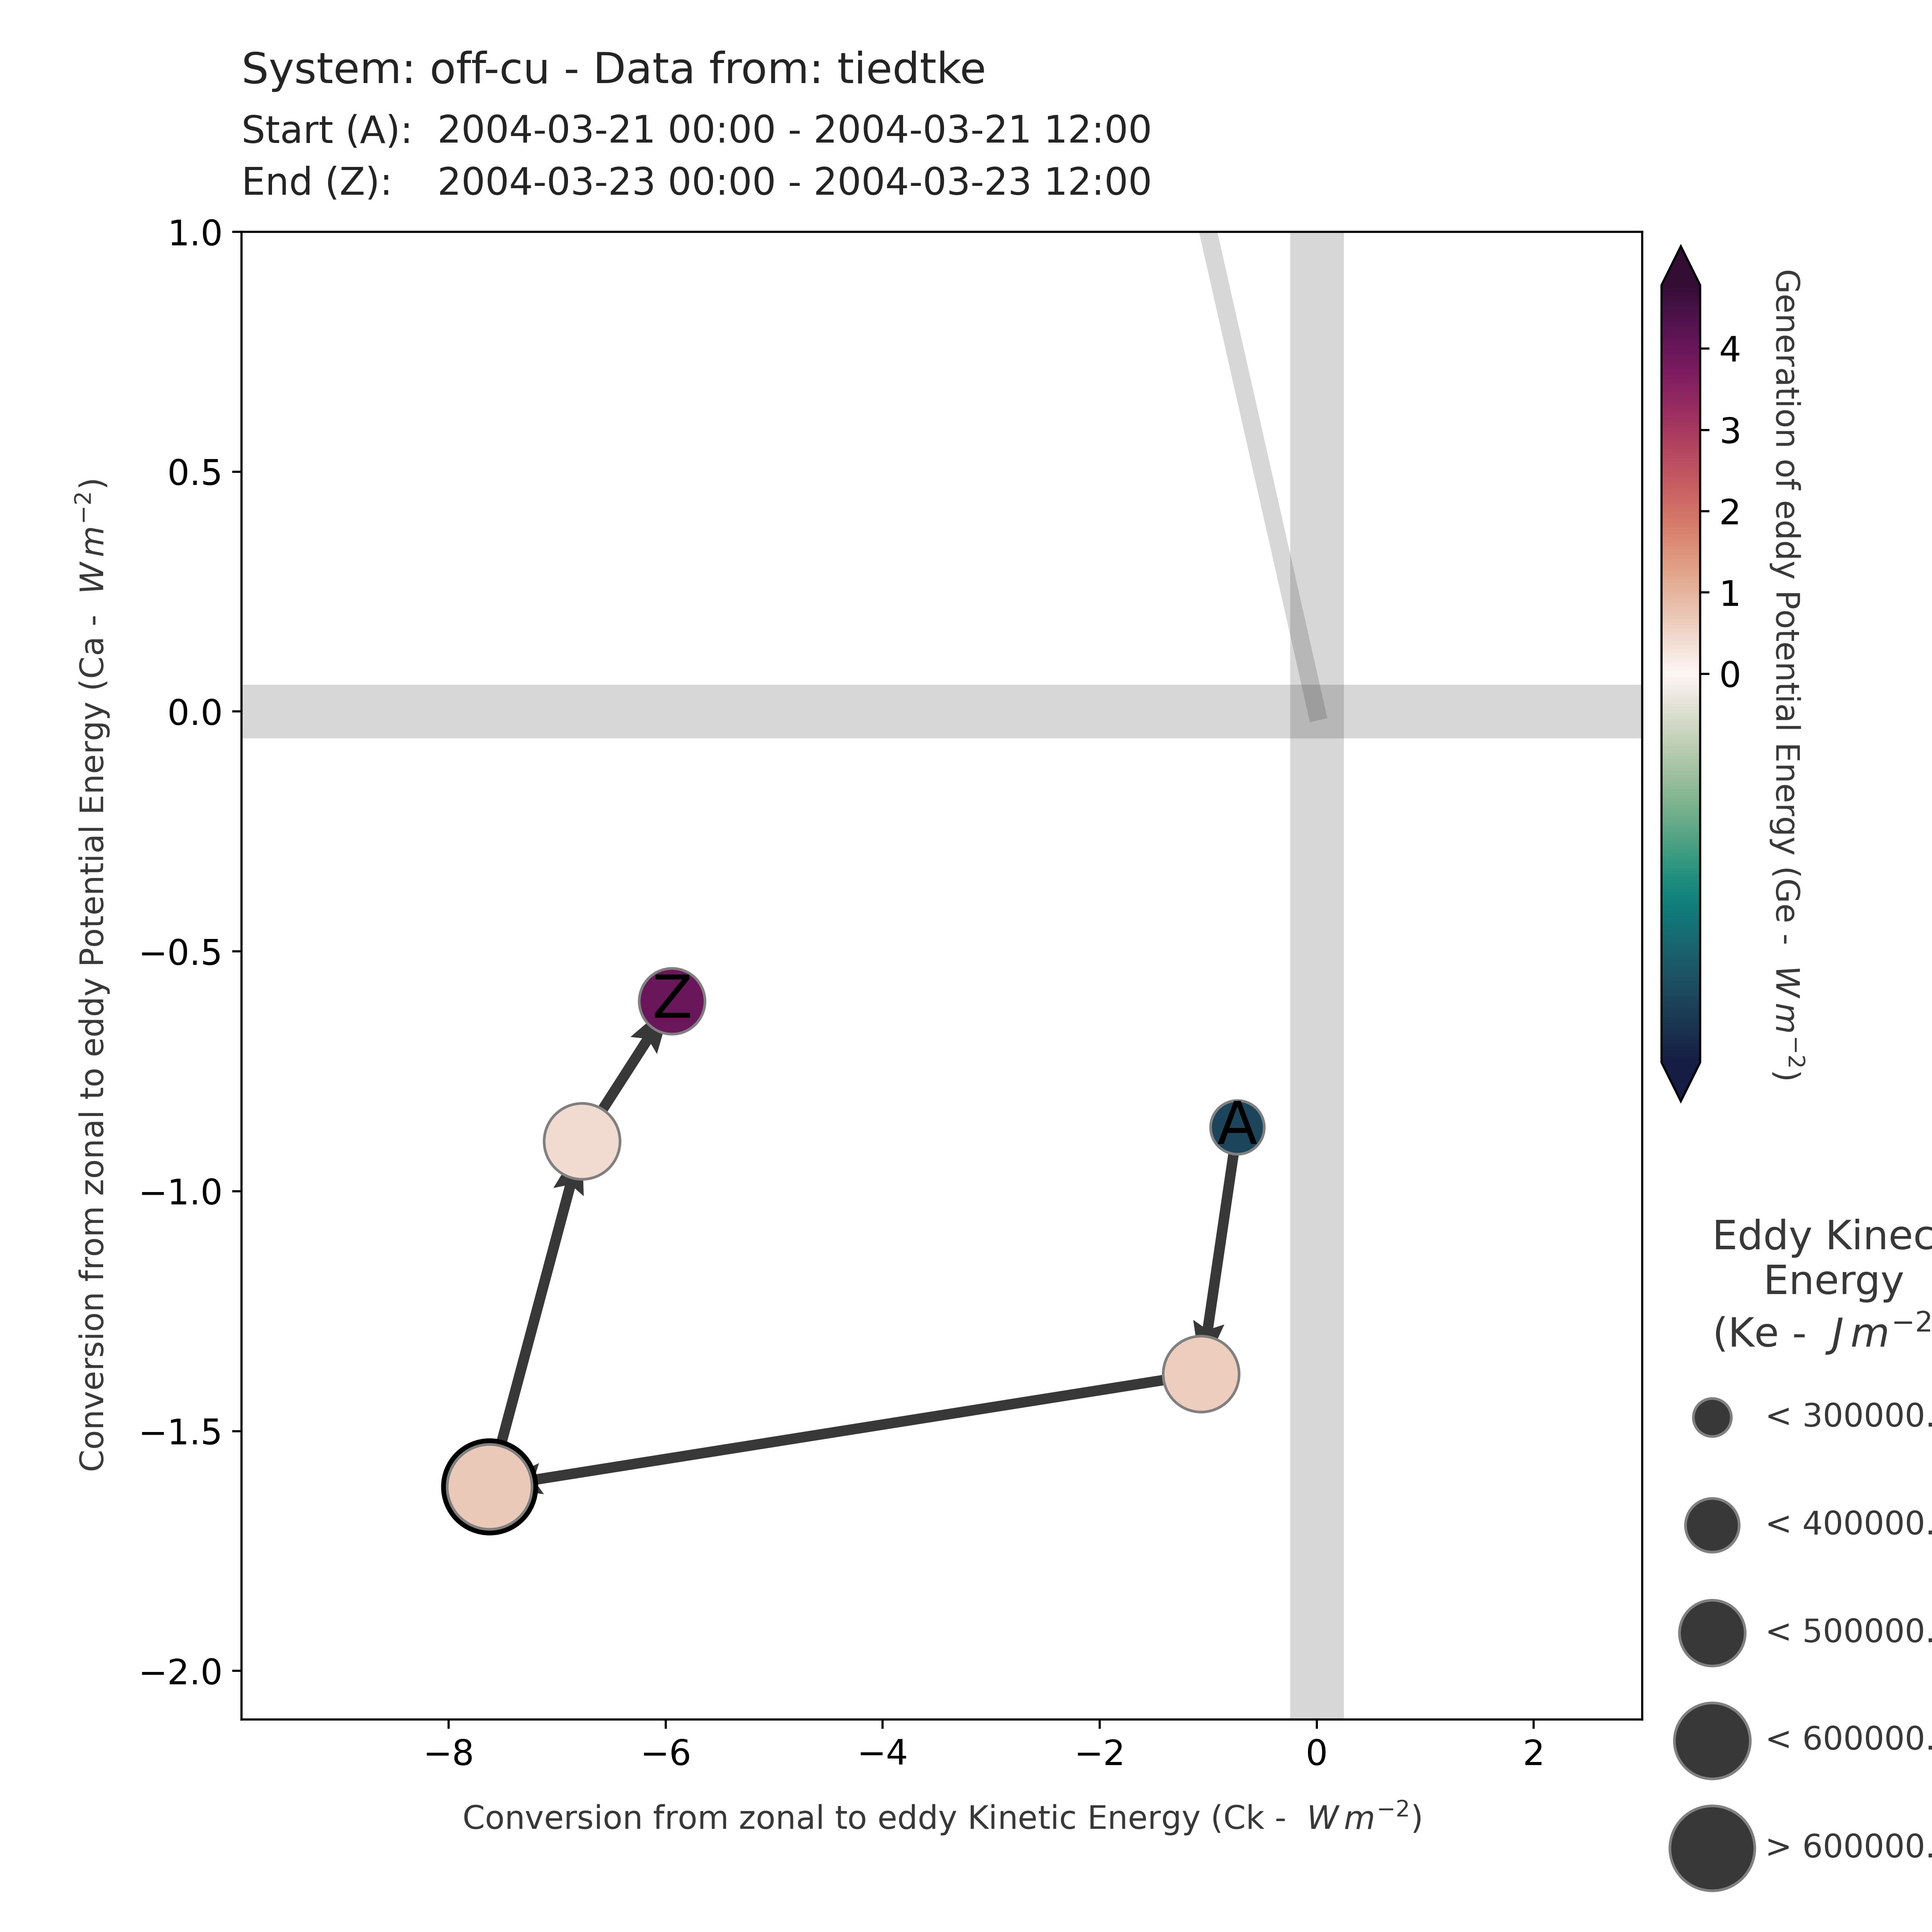 System: off-cu - Data from: tiedtke
Start (A): 2004-03-21 00:00 - 2004-03-21 12:00
End (Z): 2004-03-23 00:00 - 2004-03-23 12:00
1.0
0.5
0.0
−0.5
−1.0
−1.5
−2.0
Conversion from zonal to eddy Potential Energy (Ca - W m⁻²)
Z
A
−8 −6 −4 −2 0 2
Conversion from zonal to eddy Kinetic Energy (Ck - W m⁻²)
4
3
2
1
0
Generation of eddy Potential Energy (Ge - W m⁻²)
Eddy Kinec
Energy
(Ke - J m⁻²
< 300000.
< 400000.
< 500000.
< 600000.
> 600000.